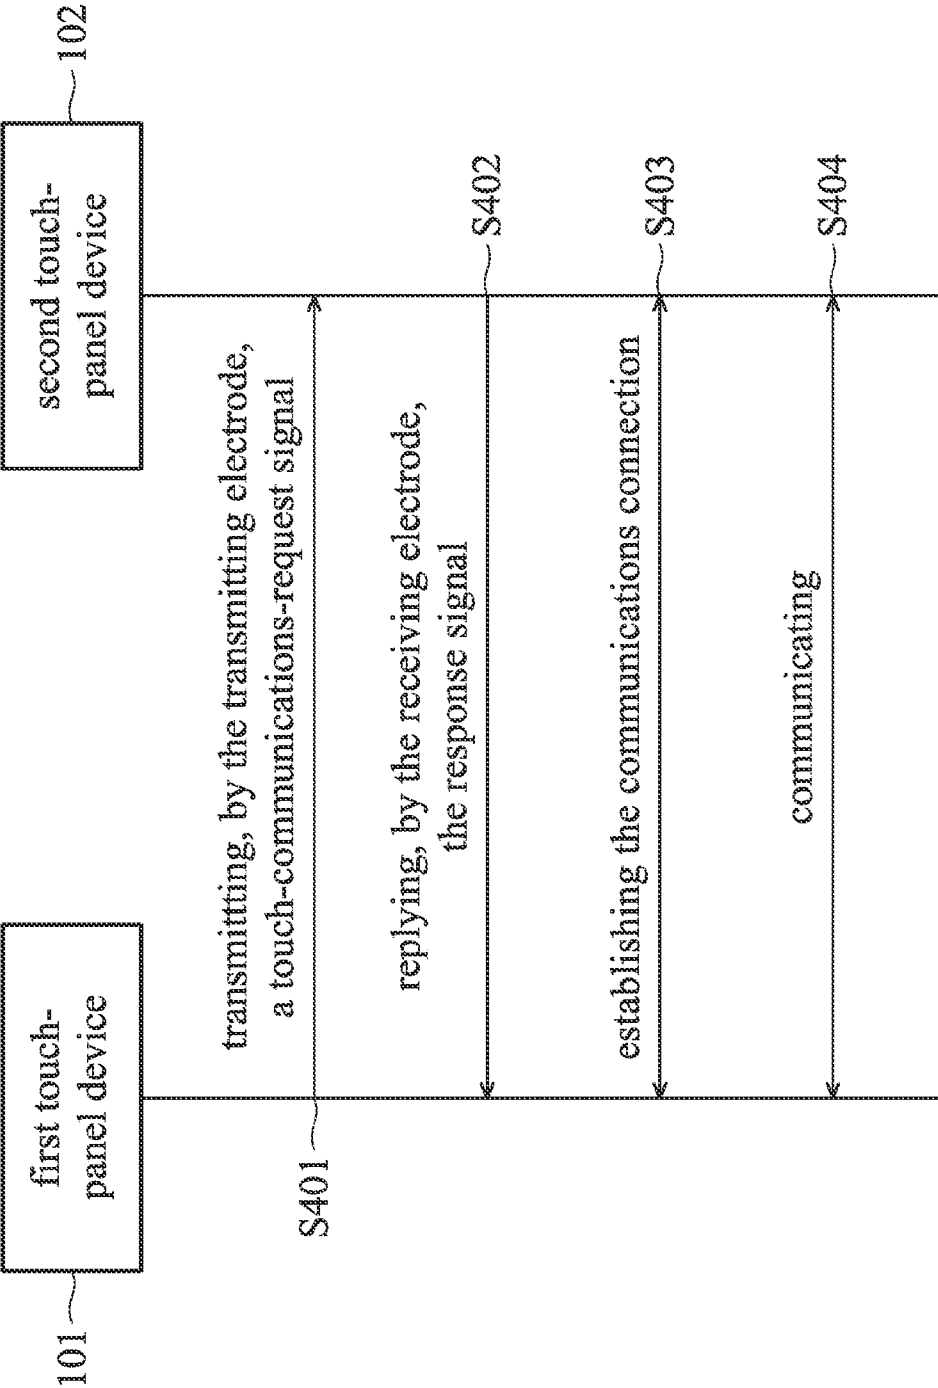 101
first touch-
panel device
second touch-
panel device
102
transmittting, by the transmitting electrode,
a touch-communications-request signal
S401
replying, by the receiving electrode,
the response signal
S402
establishing the communications connection
S403
communicating
S404